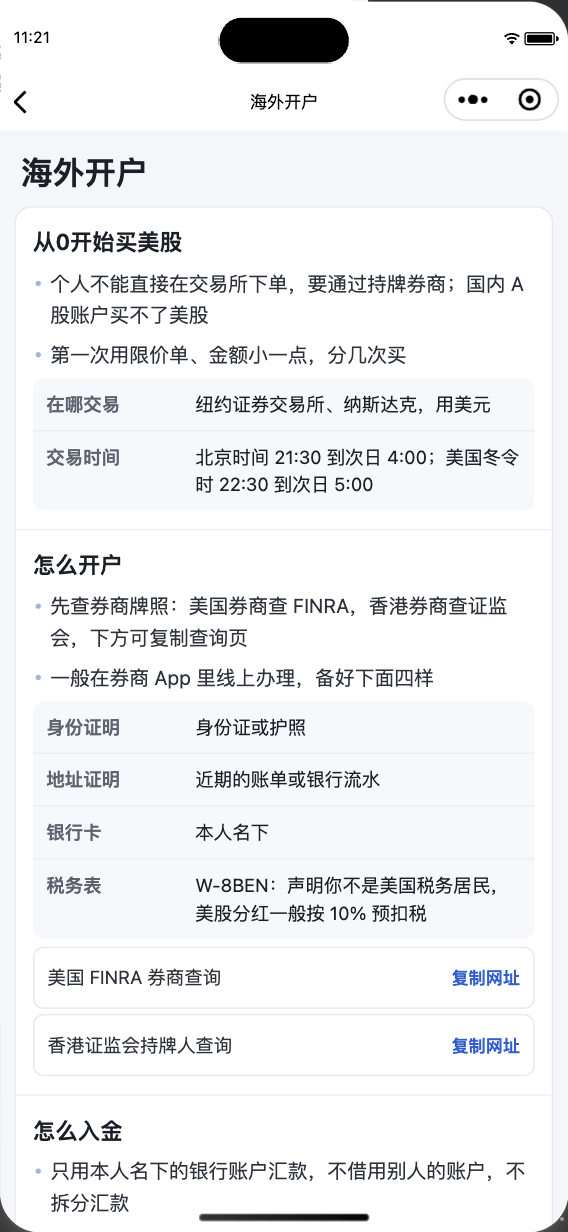 11:21
海外开户
海外开户
从0开始买美股
• 个人不能直接在交易所下单，要通过持牌券商；国内 A
股账户买不了美股
• 第一次用限价单、金额小一点，分几次买
在哪交易 纽约证券交易所、纳斯达克，用美元
交易时间 北京时间 21:30 到次日 4:00；美国冬令
时 22:30 到次日 5:00
怎么开户
• 先查券商牌照：美国券商查 FINRA，香港券商查证监
会，下方可复制查询页
• 一般在券商 App 里线上办理，备好下面四样
身份证明 身份证或护照
地址证明 近期的账单或银行流水
银行卡 本人名下
税务表 W-8BEN：声明你不是美国税务居民，
美股分红一般按 10% 预扣税
美国 FINRA 券商查询 复制网址
香港证监会持牌人查询 复制网址
怎么入金
• 只用本人名下的银行账户汇款，不借用别人的账户，不
拆分汇款